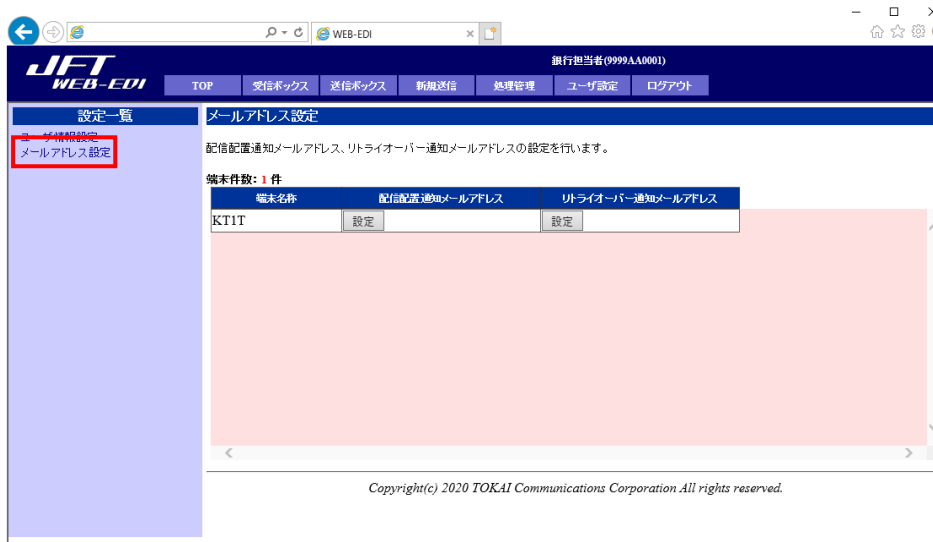 WEB-EDI
銀行担当者(9999AA0001)
JFT
WEB-EDI
TOP 受信ボックス 送信ボックス 新規送信 処理管理 ユーザ設定 ログアウト
設定一覧
ユーザ情報設定
メールアドレス設定
メールアドレス設定
配信配置通知メールアドレス、リトライオーバー通知メールアドレスの設定を行います。
端末件数: 1 件
端末名称 配信配置通知メールアドレス リトライオーバー通知メールアドレス
KT1T 設定 設定
Copyright(c) 2020 TOKAI Communications Corporation All rights reserved.